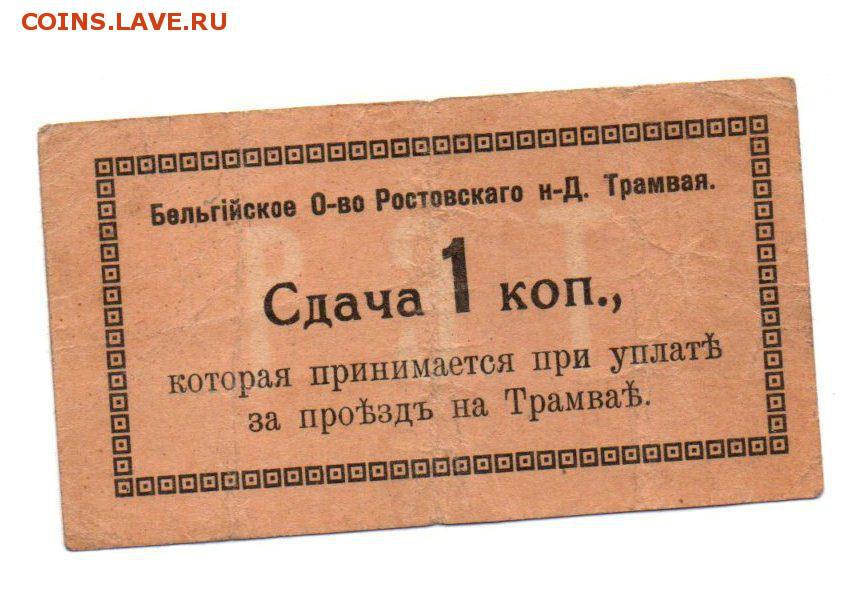 COINS.LAVE.RU
Бельгійское О-во Ростовскаго н-Д. Трамвая.
Сдача 1 коп.,
которая принимается при уплатѣ
за проѣздъ на Трамваѣ.